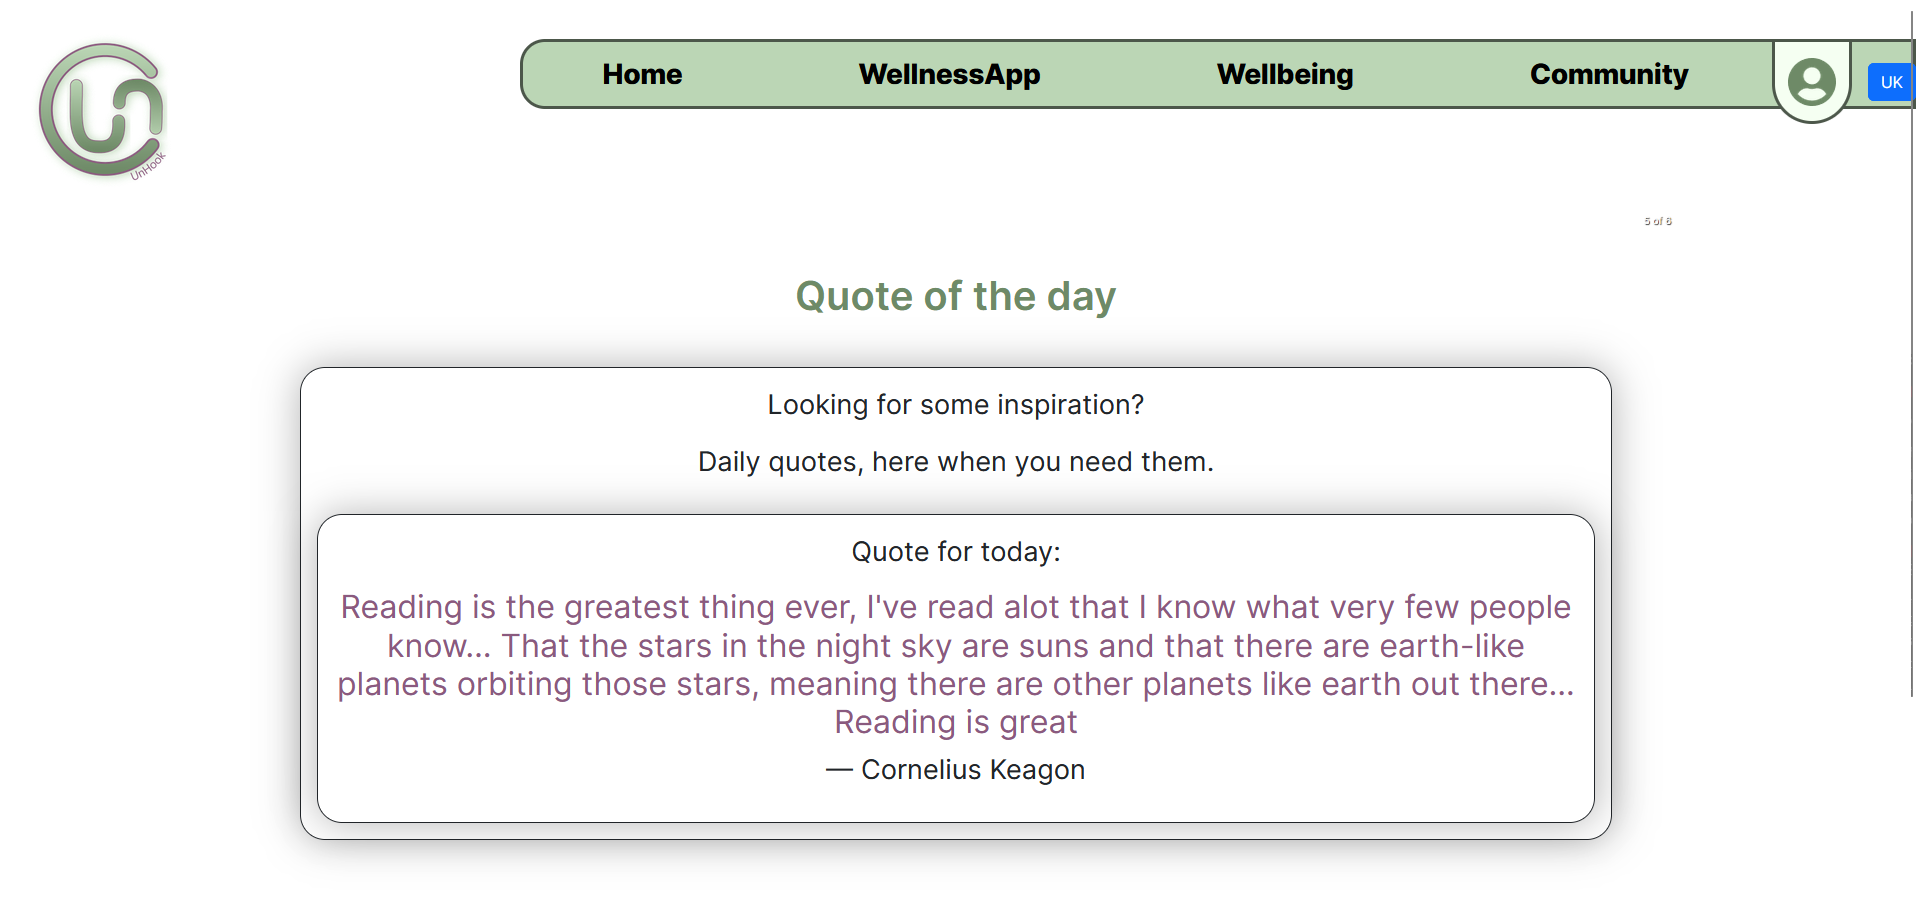 UnHook
Home WellnessApp Wellbeing Community UK
5 of 6
Quote of the day
Looking for some inspiration?
Daily quotes, here when you need them.
Quote for today:
Reading is the greatest thing ever, I've read alot that I know what very few people
know... That the stars in the night sky are suns and that there are earth-like
planets orbiting those stars, meaning there are other planets like earth out there...
Reading is great
— Cornelius Keagon